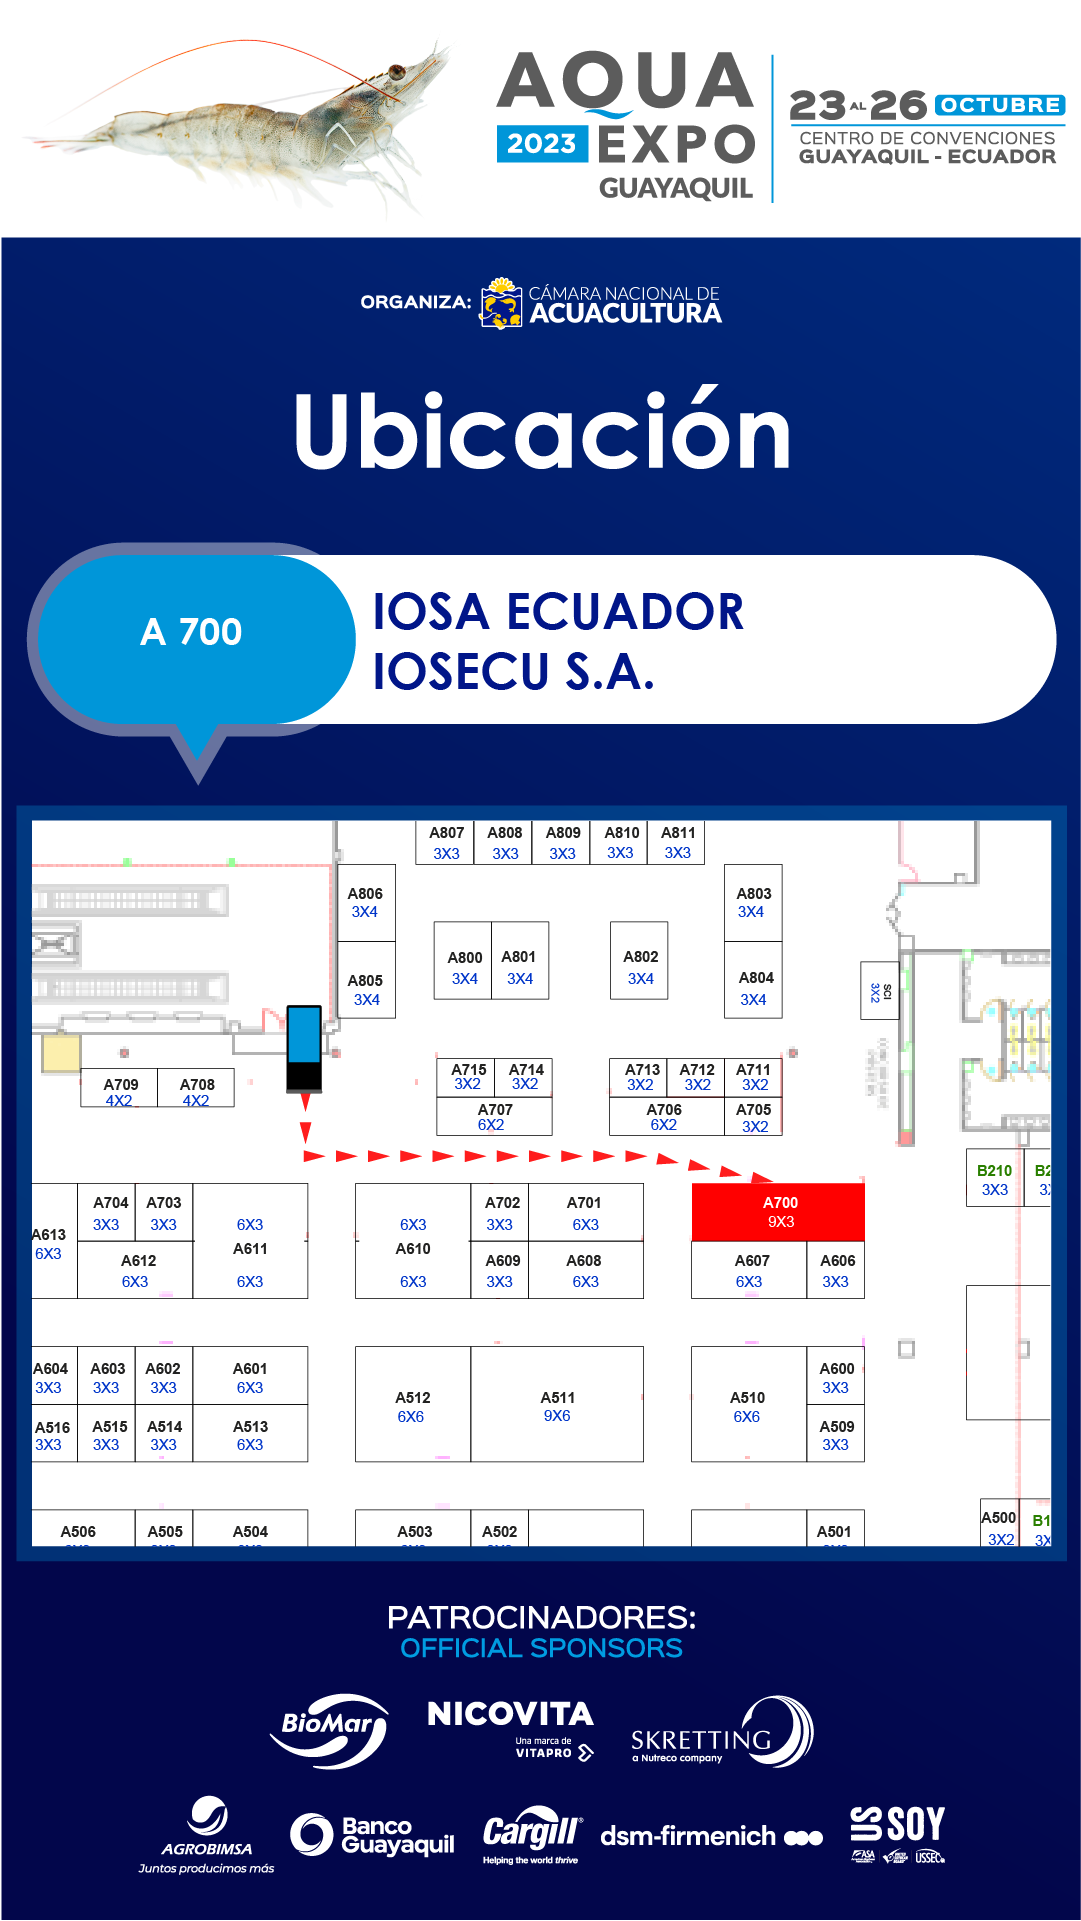 AQUA
2023 EXPO
GUAYAQUIL
23 AL 26 OCTUBRE
CENTRO DE CONVENCIONES
GUAYAQUIL - ECUADOR
ORGANIZA: CÁMARA NACIONAL DE
ACUACULTURA
Ubicación
A 700
IOSA ECUADOR
IOSECU S.A.
A807 A808 A809 A810 A811
3X3 3X3 3X3 3X3 3X3
A806 A803
3X4 3X4
A800 A801 A802
3X4 3X4 3X4
A805 A804
3X4 3X4
SCI
3X2
A715 A714 A713 A712 A711
3X2 3X2 3X2 3X2 3X2
A709 A708
4X2 4X2
A707 A706 A705
6X2 6X2 3X2
B210
3X3
A704 A703 A702 A701 A700
3X3 3X3 6X3 6X3 3X3 6X3 9X3
A613 A611 A610
6X3
A612 A609 A608 A607 A606
6X3 6X3 6X3 3X3 6X3 6X3 3X3
A604 A603 A602 A601 A600
3X3 3X3 3X3 6X3 3X3
A512 A511 A510
6X6 9X6 6X6
A516 A515 A514 A513 A509
3X3 3X3 3X3 6X3 3X3
A506 A505 A504 A503 A502 A501
A500
3X2
PATROCINADORES:
OFFICIAL SPONSORS
BioMar
NICOVITA
Una marca de
VITAPRO
SKRETTING
a Nutreco company
AGROBIMSA
Juntos producimos más
Banco
Guayaquil
Cargill®
Helping the world thrive
dsm-firmenich
US SOY
ASA
USSEC